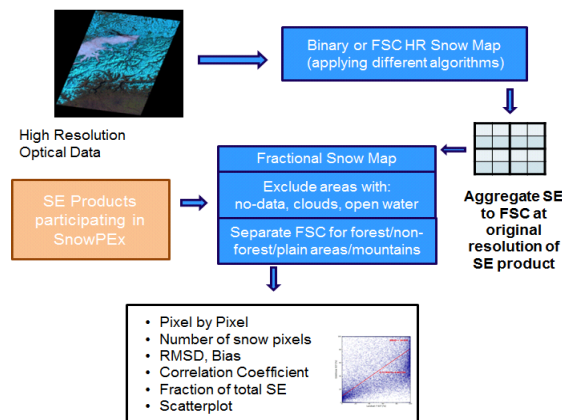 Binary or FSC HR Snow Map
(applying different algorithms)
High Resolution
Optical Data
Fractional Snow Map
Exclude areas with:
no-data, clouds, open water
Separate FSC for forest/non-
forest/plain areas/mountains
SE Products
participating in
SnowPEx
Aggregate SE
to FSC at
original
resolution of
SE product
• Pixel by Pixel
• Number of snow pixels
• RMSD, Bias
• Correlation Coefficient
• Fraction of total SE
• Scatterplot